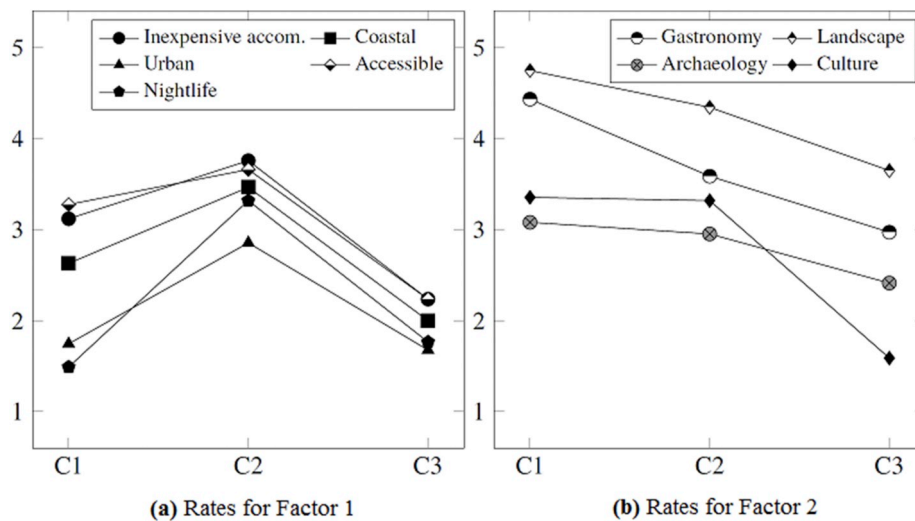 Inexpensive accom. Coastal
Urban Accessible
Nightlife
5
4
3
2
1
C1 C2 C3
(a) Rates for Factor 1
Gastronomy Landscape
Archaeology Culture
5
4
3
2
1
C1 C2 C3
(b) Rates for Factor 2